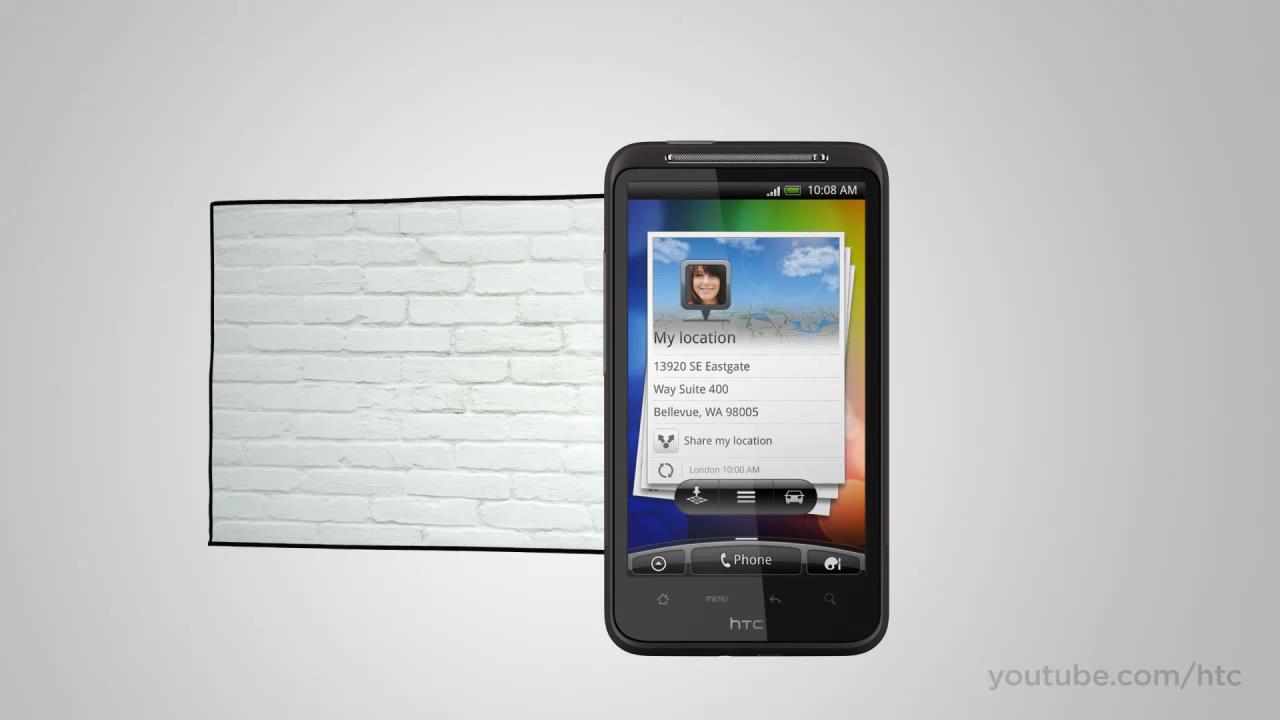 10:08 AM
My location
13920 SE Eastgate
Way Suite 400
Bellevue, WA 98005
Share my location
London 10:00 AM
Phone
MENU
htc
youtube.com/htc